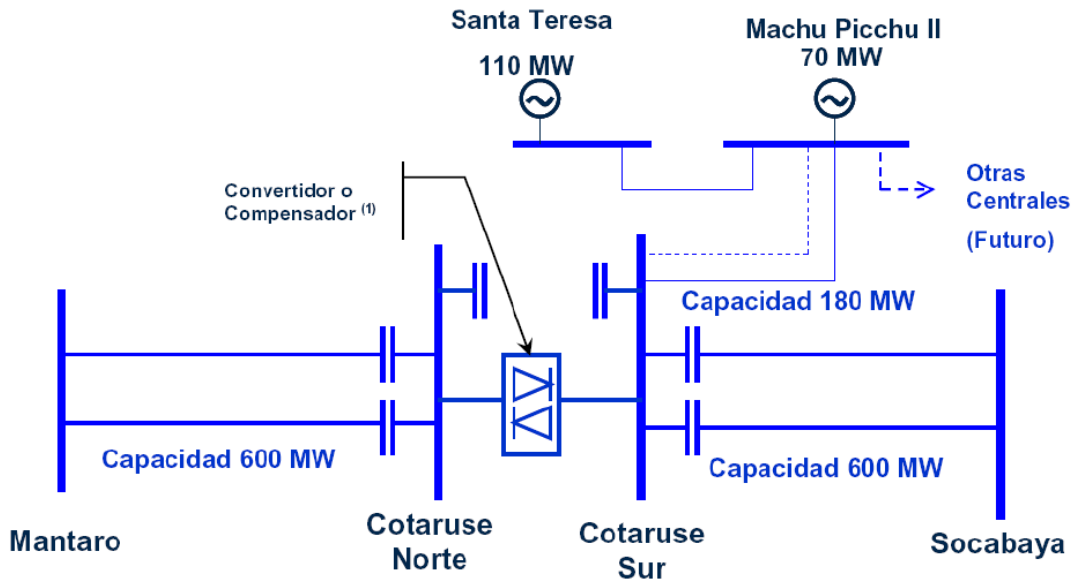 Santa Teresa
110 MW
Machu Picchu II
70 MW
Convertidor o
Compensador (1)
Otras
Centrales
(Futuro)
Capacidad 180 MW
Capacidad 600 MW
Capacidad 600 MW
Mantaro
Cotaruse
Norte
Cotaruse
Sur
Socabaya